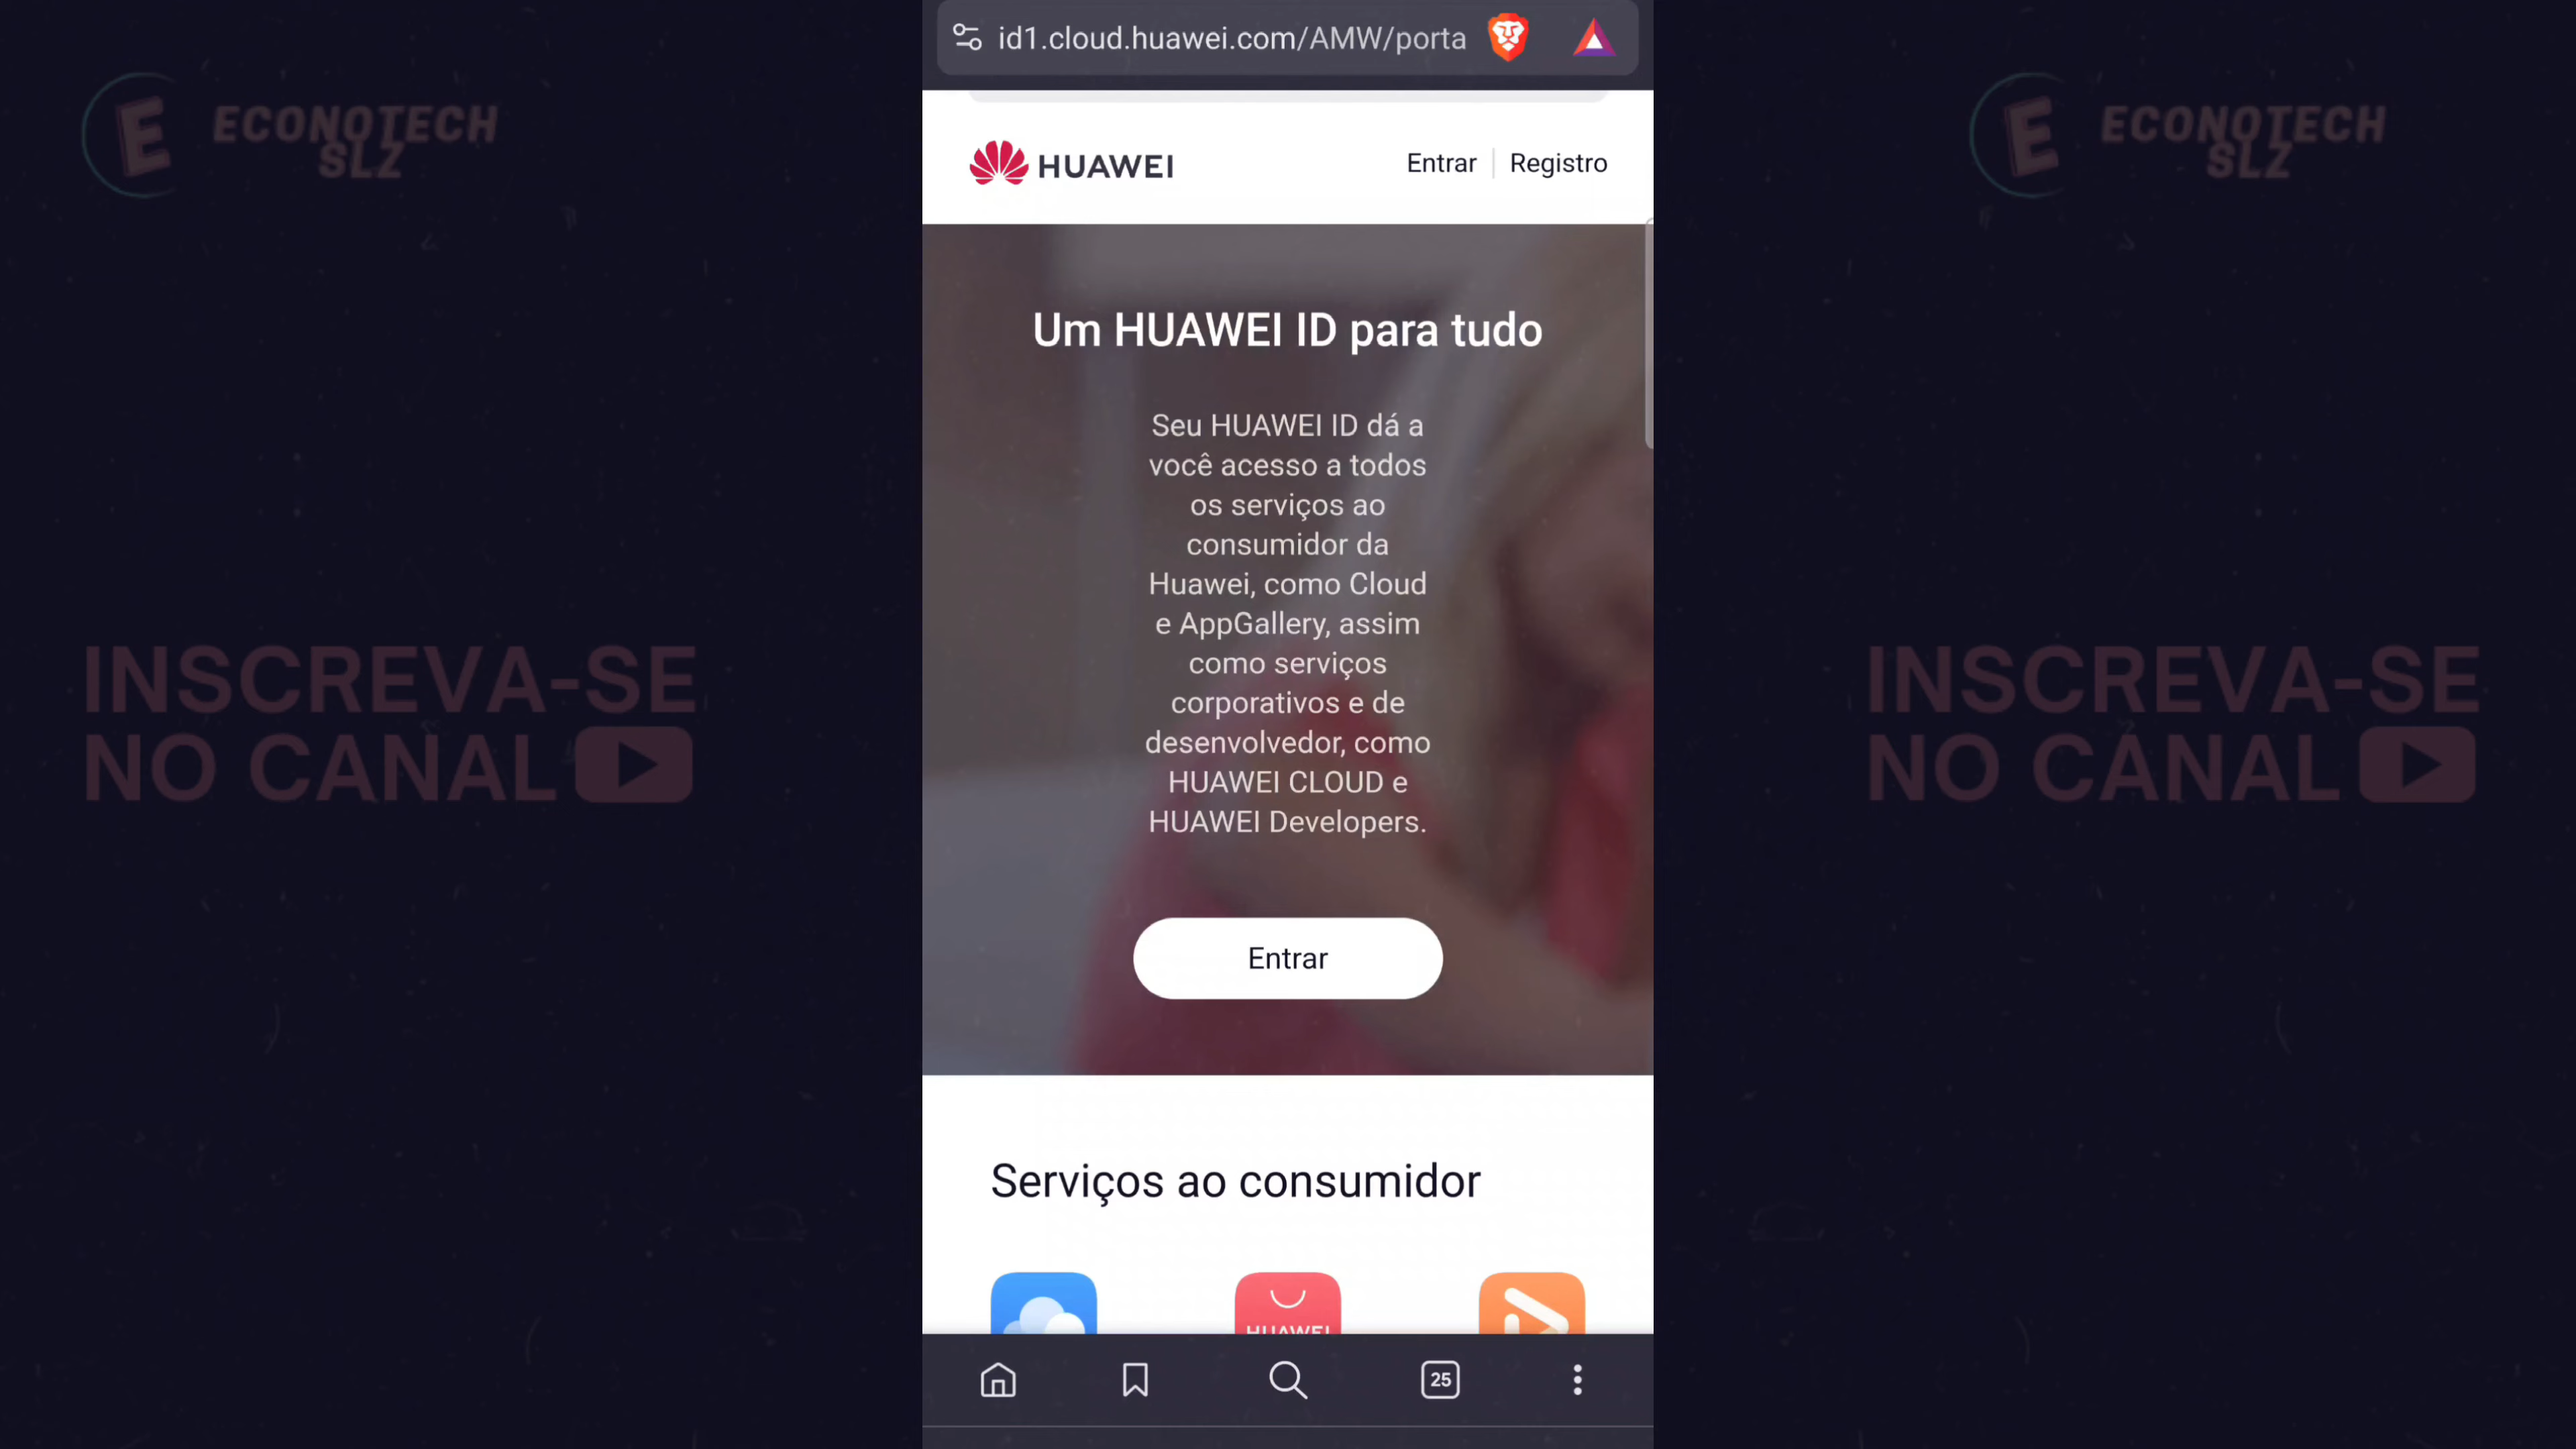 id1.cloud.huawei.com/AMW/porta
E ECONOTECH
SLZ
E ECONOTECH
SLZ
HUAWEI
Entrar
Registro
Um HUAWEI ID para tudo
Seu HUAWEI ID dá a
você acesso a todos
os serviços ao
consumidor da
Huawei, como Cloud
e AppGallery, assim
como serviços
corporativos e de
desenvolvedor, como
HUAWEI CLOUD e
HUAWEI Developers.
INSCREVA-SE
NO CANAL
INSCREVA-SE
NO CANAL
Entrar
Serviços ao consumidor
HUAWEI
25